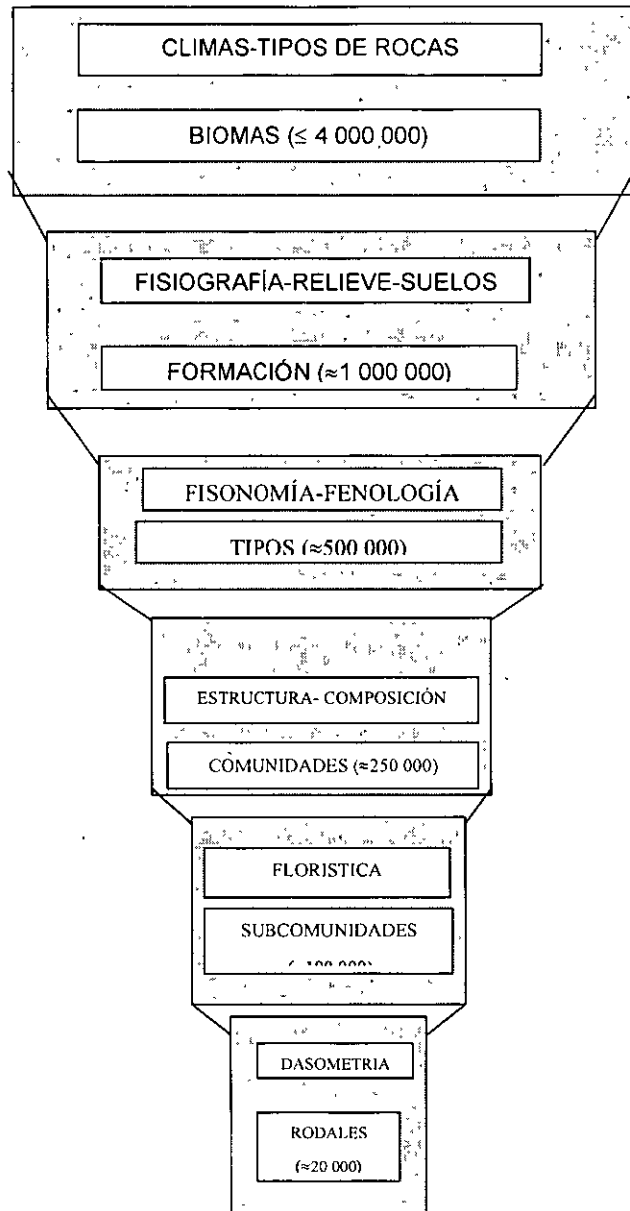 CLIMAS-TIPOS DE ROCAS
BIOMAS (≤ 4 000 000)
FISIOGRAFÍA-RELIEVE-SUELOS
FORMACIÓN (≈1 000 000)
FISONOMÍA-FENOLOGÍA
TIPOS (≈500 000)
ESTRUCTURA- COMPOSICIÓN
COMUNIDADES (≈250 000)
FLORISTICA
SUBCOMUNIDADES
DASOMETRIA
RODALES
(≈20 000)